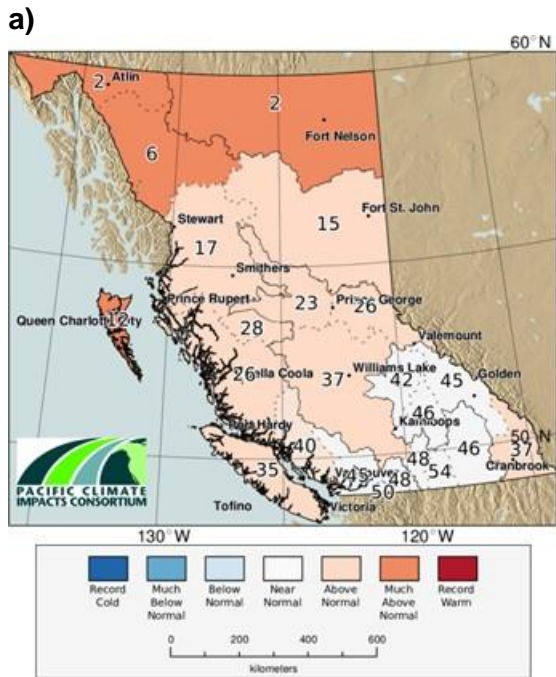 a)
60°N
2 Atlin
2
6
Fort Nelson
Stewart
15
Fort St. John
17
Smithers
Prince Rupert
23
Prince George
26
Queen Charlotte City
12
28
Valemount
26
Bella Coola
37
Williams Lake
42
45
Golden
46
Kamloops
Port Hardy
40
46
50
N
48
37
35
Vancouver
48
54
Cranbrook
50
PACIFIC CLIMATE
IMPACTS CONSORTIUM
Tofino
Victoria
130°W
120°W
Record
Cold
Much
Below
Normal
Below
Normal
Near
Normal
Above
Normal
Much
Above
Normal
Record
Warm
0 200 400 600
kilometers